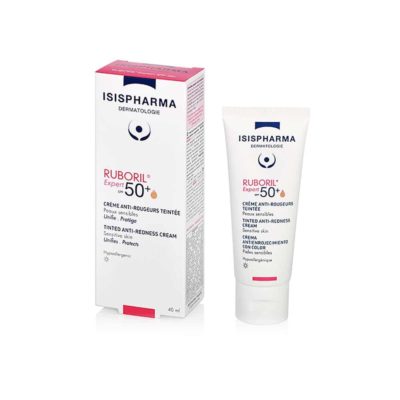 ISISPHARMA
DERMATOLOGIE
RUBORIL®
Expert
SPF 50+
CRÈME ANTI-ROUGEURS TEINTÉE
Peaux sensibles
Unifie . Protège
TINTED ANTI-REDNESS CREAM
Sensitive skin
Unifies . Protects
Hypoallergenic
40 ml
ISISPHARMA
DERMATOLOGIE
RUBORIL®
Expert
SPF 50+
CRÈME ANTI-ROUGEURS
TEINTÉE
Peaux sensibles
TINTED ANTI-REDNESS
CREAM
Sensitive skin
CREMA
ANTIENROJECIMIENTO
CON COLOR
Pieles sensibles
Hypoallergénique